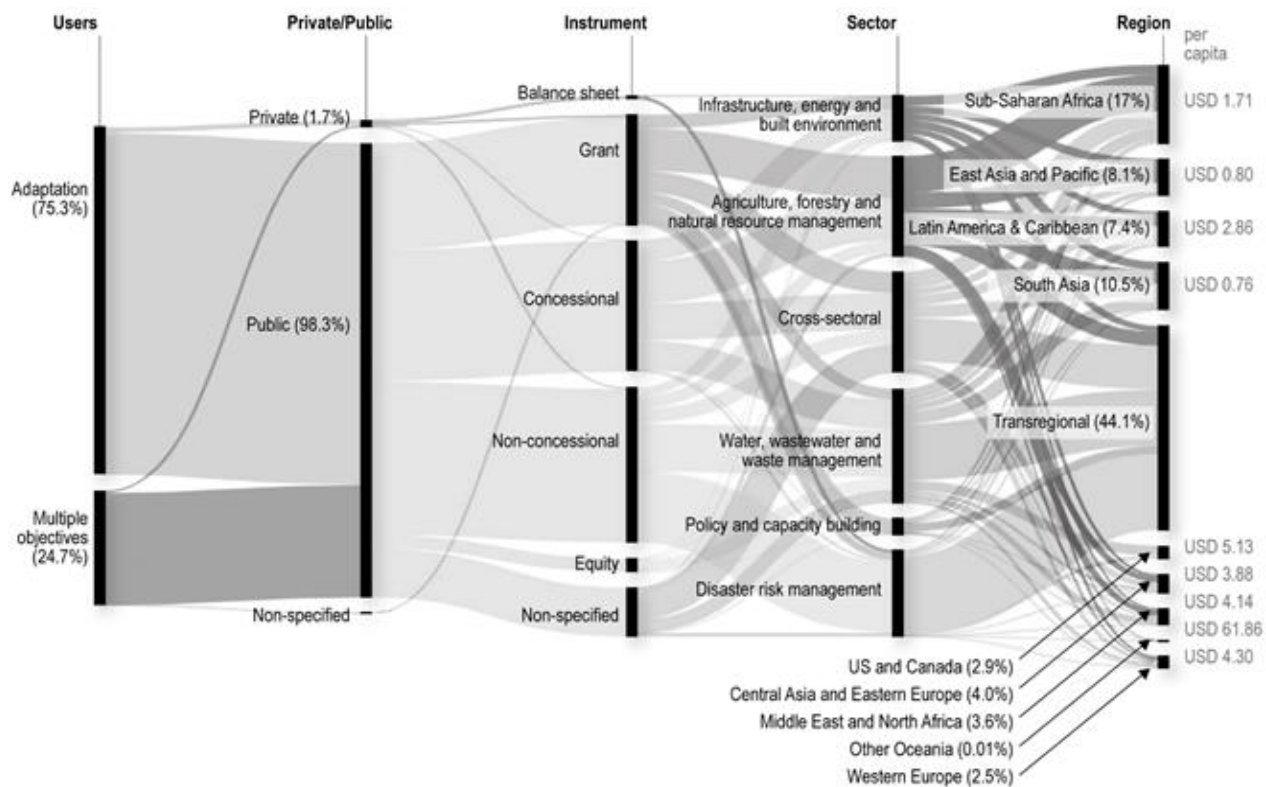 Users
Private/Public
Instrument
Sector
Region
per
capita
Adaptation
(75.3%)
Multiple
objectives
(24.7%)
Private (1.7%)
Public (98.3%)
Non-specified
Balance sheet
Grant
Concessional
Non-concessional
Equity
Non-specified
Infrastructure, energy and
built environment
Agriculture, forestry and
natural resource management
Cross-sectoral
Water, wastewater and
waste management
Policy and capacity building
Disaster risk management
Sub-Saharan Africa (17%)
USD 1.71
East Asia and Pacific (8.1%)
USD 0.80
Latin America & Caribbean (7.4%)
USD 2.86
South Asia (10.5%)
USD 0.76
Transregional (44.1%)
USD 5.13
USD 3.88
USD 4.14
USD 61.86
USD 4.30
US and Canada (2.9%)
Central Asia and Eastern Europe (4.0%)
Middle East and North Africa (3.6%)
Other Oceania (0.01%)
Western Europe (2.5%)